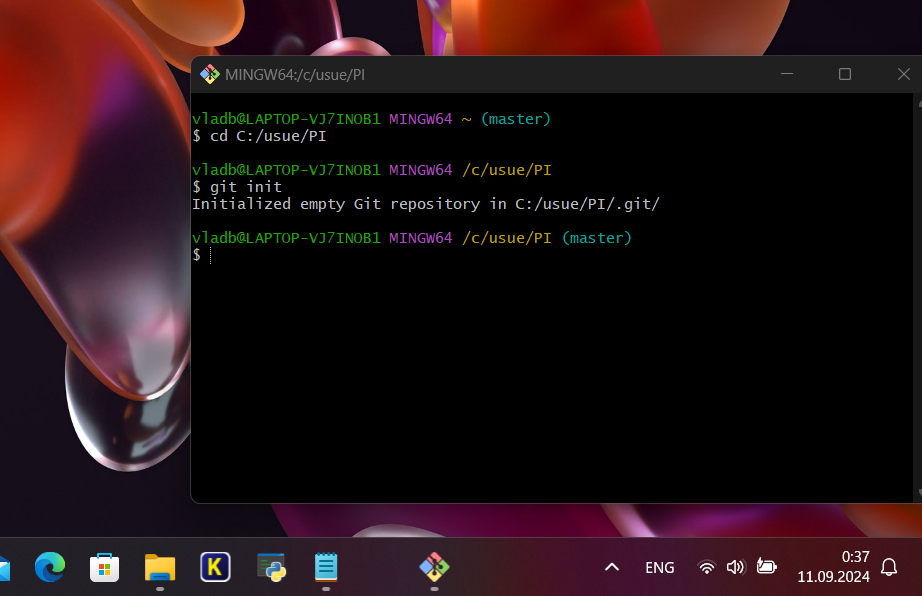 MINGW64:/c/usue/PI
vladb@LAPTOP-VJ7INOB1 MINGW64 ~ (master)
$ cd C:/usue/PI
vladb@LAPTOP-VJ7INOB1 MINGW64 /c/usue/PI
$ git init
Initialized empty Git repository in C:/usue/PI/.git/
vladb@LAPTOP-VJ7INOB1 MINGW64 /c/usue/PI (master)
$
K
ENG
0:37
11.09.2024